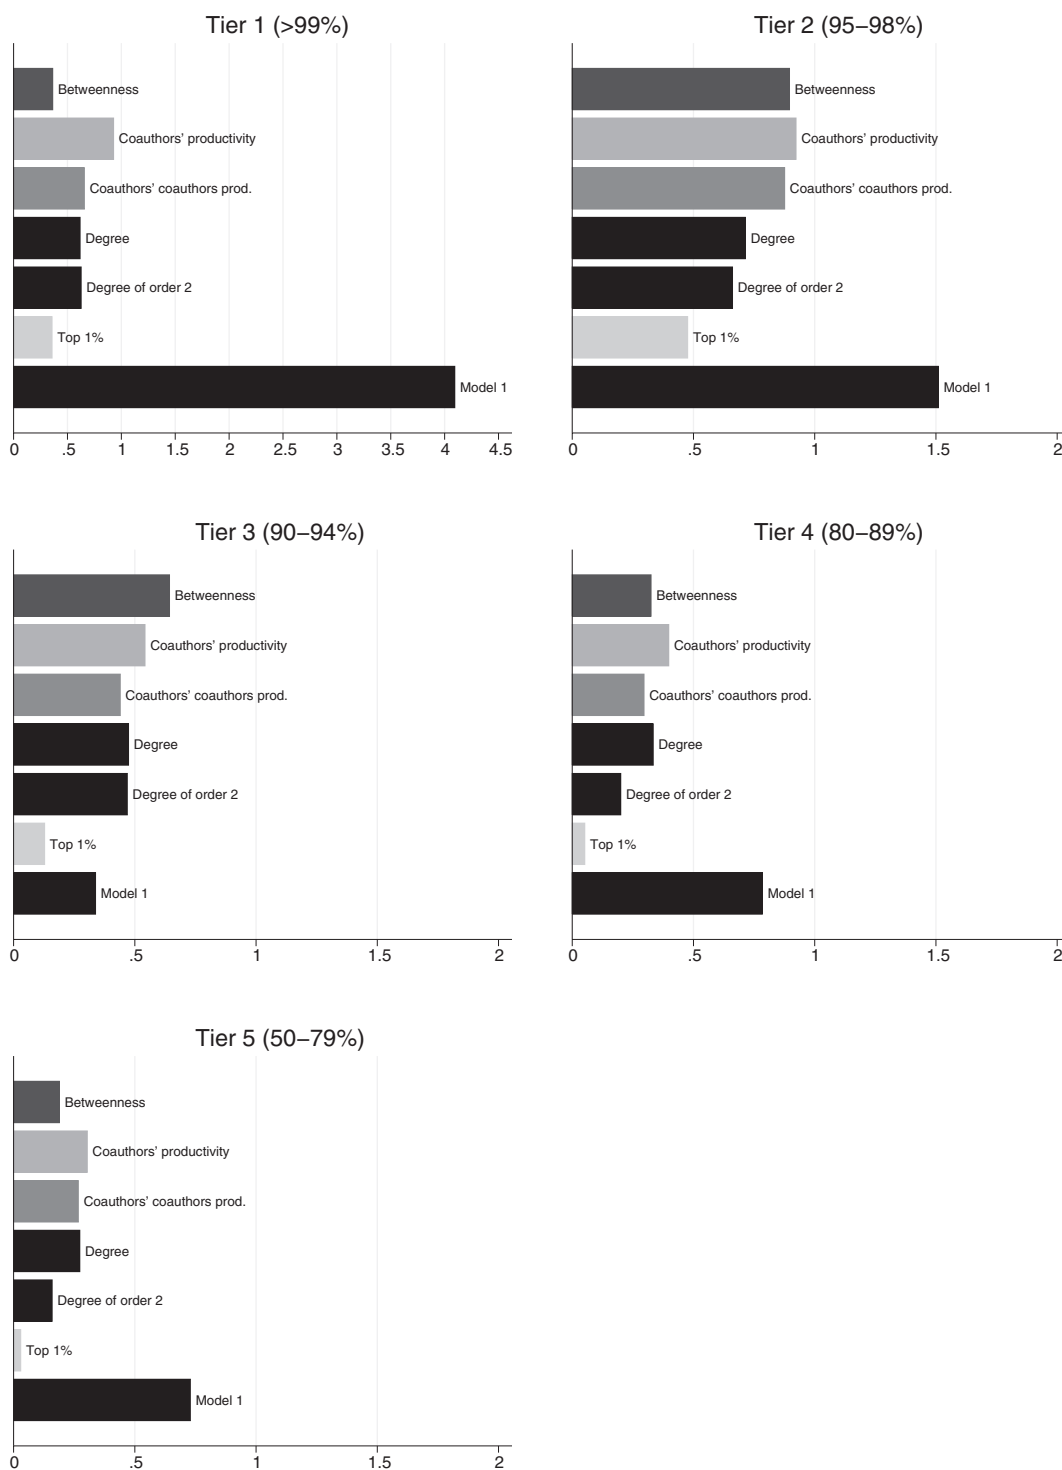 Tier 1 (>99%)
Betweenness
Coauthors’ productivity
Coauthors’ coauthors prod.
Degree
Degree of order 2
Top 1%
Model 1
0 .5 1 1.5 2 2.5 3 3.5 4 4.5
Tier 2 (95–98%)
Betweenness
Coauthors’ productivity
Coauthors’ coauthors prod.
Degree
Degree of order 2
Top 1%
Model 1
0 .5 1 1.5 2
Tier 3 (90–94%)
Betweenness
Coauthors’ productivity
Coauthors’ coauthors prod.
Degree
Degree of order 2
Top 1%
Model 1
0 .5 1 1.5 2
Tier 4 (80–89%)
Betweenness
Coauthors’ productivity
Coauthors’ coauthors prod.
Degree
Degree of order 2
Top 1%
Model 1
0 .5 1 1.5 2
Tier 5 (50–79%)
Betweenness
Coauthors’ productivity
Coauthors’ coauthors prod.
Degree
Degree of order 2
Top 1%
Model 1
0 .5 1 1.5 2